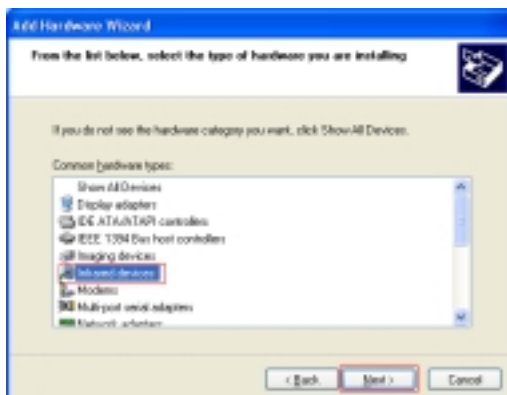 Add Hardware Wizard
From the list below, select the type of hardware you are installing
If you do not see the hardware category you want, click Show All Devices.
Common hardware types:
Show All Devices
Display adapters
IDE ATA/ATAPI controllers
IEEE 1394 Bus host controllers
Imaging devices
Infrared devices
Modems
Multi-port serial adapters
Network adapters
< Back Next > Cancel